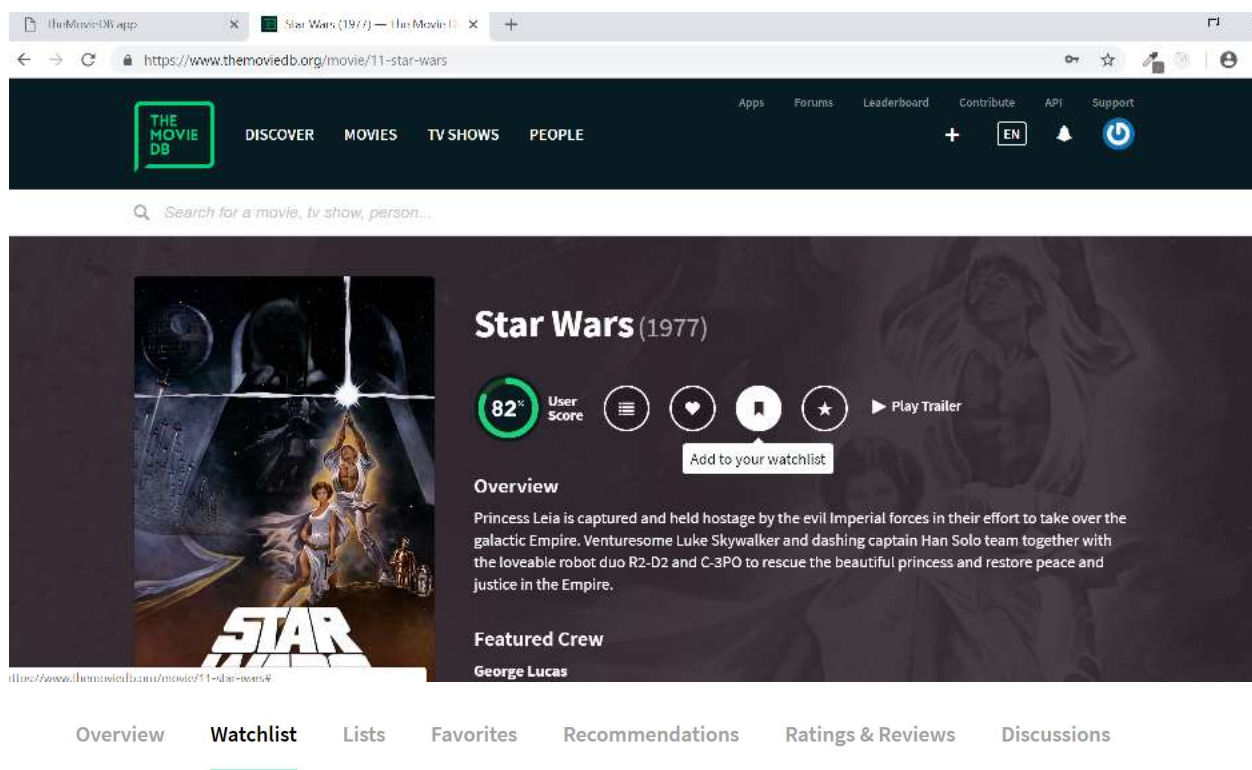 TheMovieDB app
Star Wars (1977) — The Movie D
https://www.themoviedb.org/movie/11-star-wars
Apps Forums Leaderboard Contribute API Support
THE
MOVIE
DB
DISCOVER MOVIES TV SHOWS PEOPLE
EN
Search for a movie, tv show, person...
Star Wars (1977)
82%
User
Score
Play Trailer
Add to your watchlist
Overview
Princess Leia is captured and held hostage by the evil Imperial forces in their effort to take over the
galactic Empire. Venturesome Luke Skywalker and dashing captain Han Solo team together with
the loveable robot duo R2-D2 and C-3PO to rescue the beautiful princess and restore peace and
justice in the Empire.
Featured Crew
George Lucas
STAR
WARS
ttps://www.themoviedb.org/movie/11-star-wars#
Overview Watchlist Lists Favorites Recommendations Ratings & Reviews Discussions